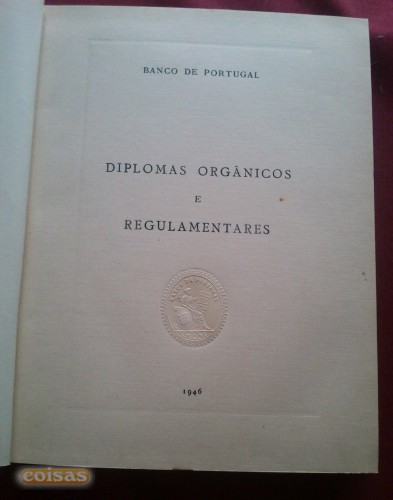 BANCO DE PORTUGAL
DIPLOMAS ORGÂNICOS
E
REGULAMENTARES
1946
coisas